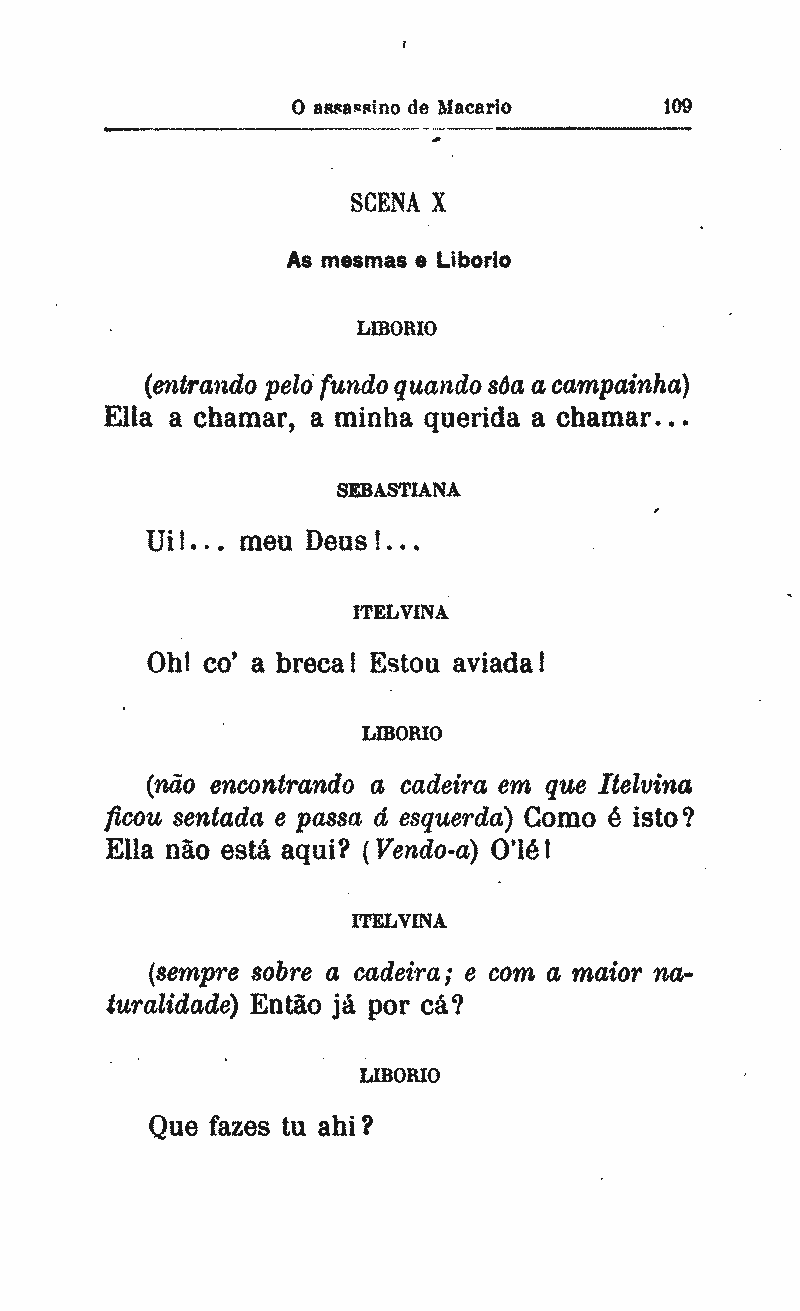 O assassino de Macario 109
SCENA X
As mesmas e Liborio
LIBORIO
(entrando pelo fundo quando sôa a campainha)
Ella a chamar, a minha querida a chamar...
SEBASTIANA
Ui!... meu Deus!...
ITELVINA
Oh! co' a breca! Estou aviada!
LIBORIO
(não encontrando a cadeira em que Itelvina
ficou sentada e passa á esquerda) Como é isto?
Ella não está aqui? (Vendo-a) O'lé!
ITELVINA
(sempre sobre a cadeira; e com a maior na-
turalidade) Então já por cá?
LIBORIO
Que fazes tu ahi?